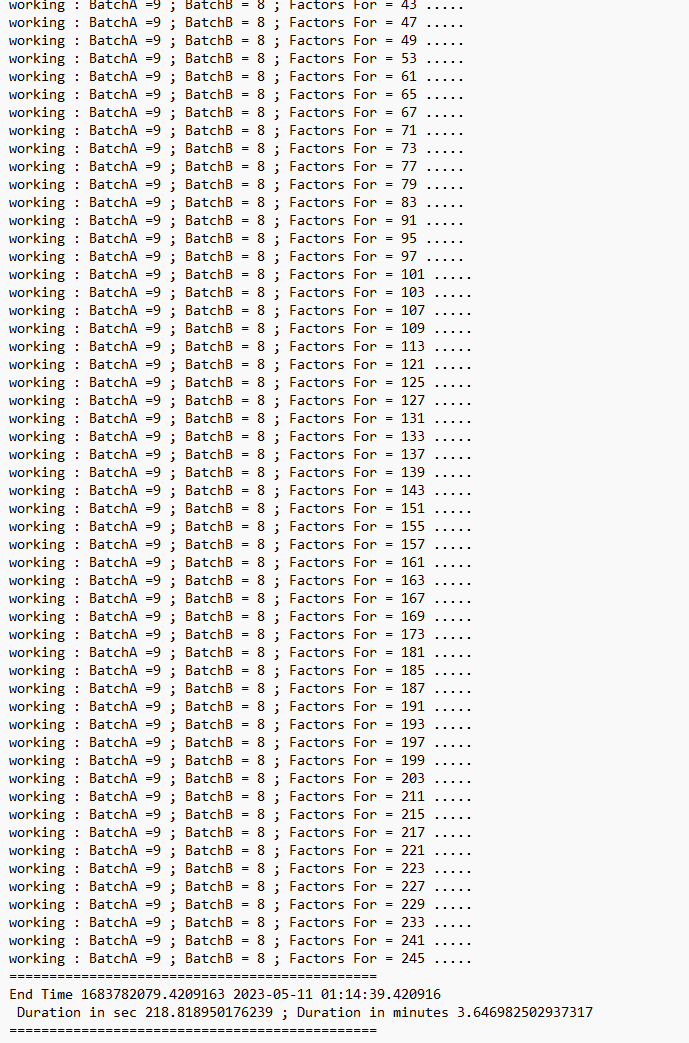 working : BatchA =9 ; BatchB = 8 ; Factors For = 43 .....
working : BatchA =9 ; BatchB = 8 ; Factors For = 47 .....
working : BatchA =9 ; BatchB = 8 ; Factors For = 49 .....
working : BatchA =9 ; BatchB = 8 ; Factors For = 53 .....
working : BatchA =9 ; BatchB = 8 ; Factors For = 61 .....
working : BatchA =9 ; BatchB = 8 ; Factors For = 65 .....
working : BatchA =9 ; BatchB = 8 ; Factors For = 67 .....
working : BatchA =9 ; BatchB = 8 ; Factors For = 71 .....
working : BatchA =9 ; BatchB = 8 ; Factors For = 73 .....
working : BatchA =9 ; BatchB = 8 ; Factors For = 77 .....
working : BatchA =9 ; BatchB = 8 ; Factors For = 79 .....
working : BatchA =9 ; BatchB = 8 ; Factors For = 83 .....
working : BatchA =9 ; BatchB = 8 ; Factors For = 91 .....
working : BatchA =9 ; BatchB = 8 ; Factors For = 95 .....
working : BatchA =9 ; BatchB = 8 ; Factors For = 97 .....
working : BatchA =9 ; BatchB = 8 ; Factors For = 101 .....
working : BatchA =9 ; BatchB = 8 ; Factors For = 103 .....
working : BatchA =9 ; BatchB = 8 ; Factors For = 107 .....
working : BatchA =9 ; BatchB = 8 ; Factors For = 109 .....
working : BatchA =9 ; BatchB = 8 ; Factors For = 113 .....
working : BatchA =9 ; BatchB = 8 ; Factors For = 121 .....
working : BatchA =9 ; BatchB = 8 ; Factors For = 125 .....
working : BatchA =9 ; BatchB = 8 ; Factors For = 127 .....
working : BatchA =9 ; BatchB = 8 ; Factors For = 131 .....
working : BatchA =9 ; BatchB = 8 ; Factors For = 133 .....
working : BatchA =9 ; BatchB = 8 ; Factors For = 137 .....
working : BatchA =9 ; BatchB = 8 ; Factors For = 139 .....
working : BatchA =9 ; BatchB = 8 ; Factors For = 143 .....
working : BatchA =9 ; BatchB = 8 ; Factors For = 151 .....
working : BatchA =9 ; BatchB = 8 ; Factors For = 155 .....
working : BatchA =9 ; BatchB = 8 ; Factors For = 157 .....
working : BatchA =9 ; BatchB = 8 ; Factors For = 161 .....
working : BatchA =9 ; BatchB = 8 ; Factors For = 163 .....
working : BatchA =9 ; BatchB = 8 ; Factors For = 167 .....
working : BatchA =9 ; BatchB = 8 ; Factors For = 169 .....
working : BatchA =9 ; BatchB = 8 ; Factors For = 173 .....
working : BatchA =9 ; BatchB = 8 ; Factors For = 181 .....
working : BatchA =9 ; BatchB = 8 ; Factors For = 185 .....
working : BatchA =9 ; BatchB = 8 ; Factors For = 187 .....
working : BatchA =9 ; BatchB = 8 ; Factors For = 191 .....
working : BatchA =9 ; BatchB = 8 ; Factors For = 193 .....
working : BatchA =9 ; BatchB = 8 ; Factors For = 197 .....
working : BatchA =9 ; BatchB = 8 ; Factors For = 199 .....
working : BatchA =9 ; BatchB = 8 ; Factors For = 203 .....
working : BatchA =9 ; BatchB = 8 ; Factors For = 211 .....
working : BatchA =9 ; BatchB = 8 ; Factors For = 215 .....
working : BatchA =9 ; BatchB = 8 ; Factors For = 217 .....
working : BatchA =9 ; BatchB = 8 ; Factors For = 221 .....
working : BatchA =9 ; BatchB = 8 ; Factors For = 223 .....
working : BatchA =9 ; BatchB = 8 ; Factors For = 227 .....
working : BatchA =9 ; BatchB = 8 ; Factors For = 229 .....
working : BatchA =9 ; BatchB = 8 ; Factors For = 233 .....
working : BatchA =9 ; BatchB = 8 ; Factors For = 241 .....
working : BatchA =9 ; BatchB = 8 ; Factors For = 245 .....
==============================================
End Time 1683782079.4209163 2023-05-11 01:14:39.420916
 Duration in sec 218.818950176239 ; Duration in minutes 3.646982502937317
==============================================